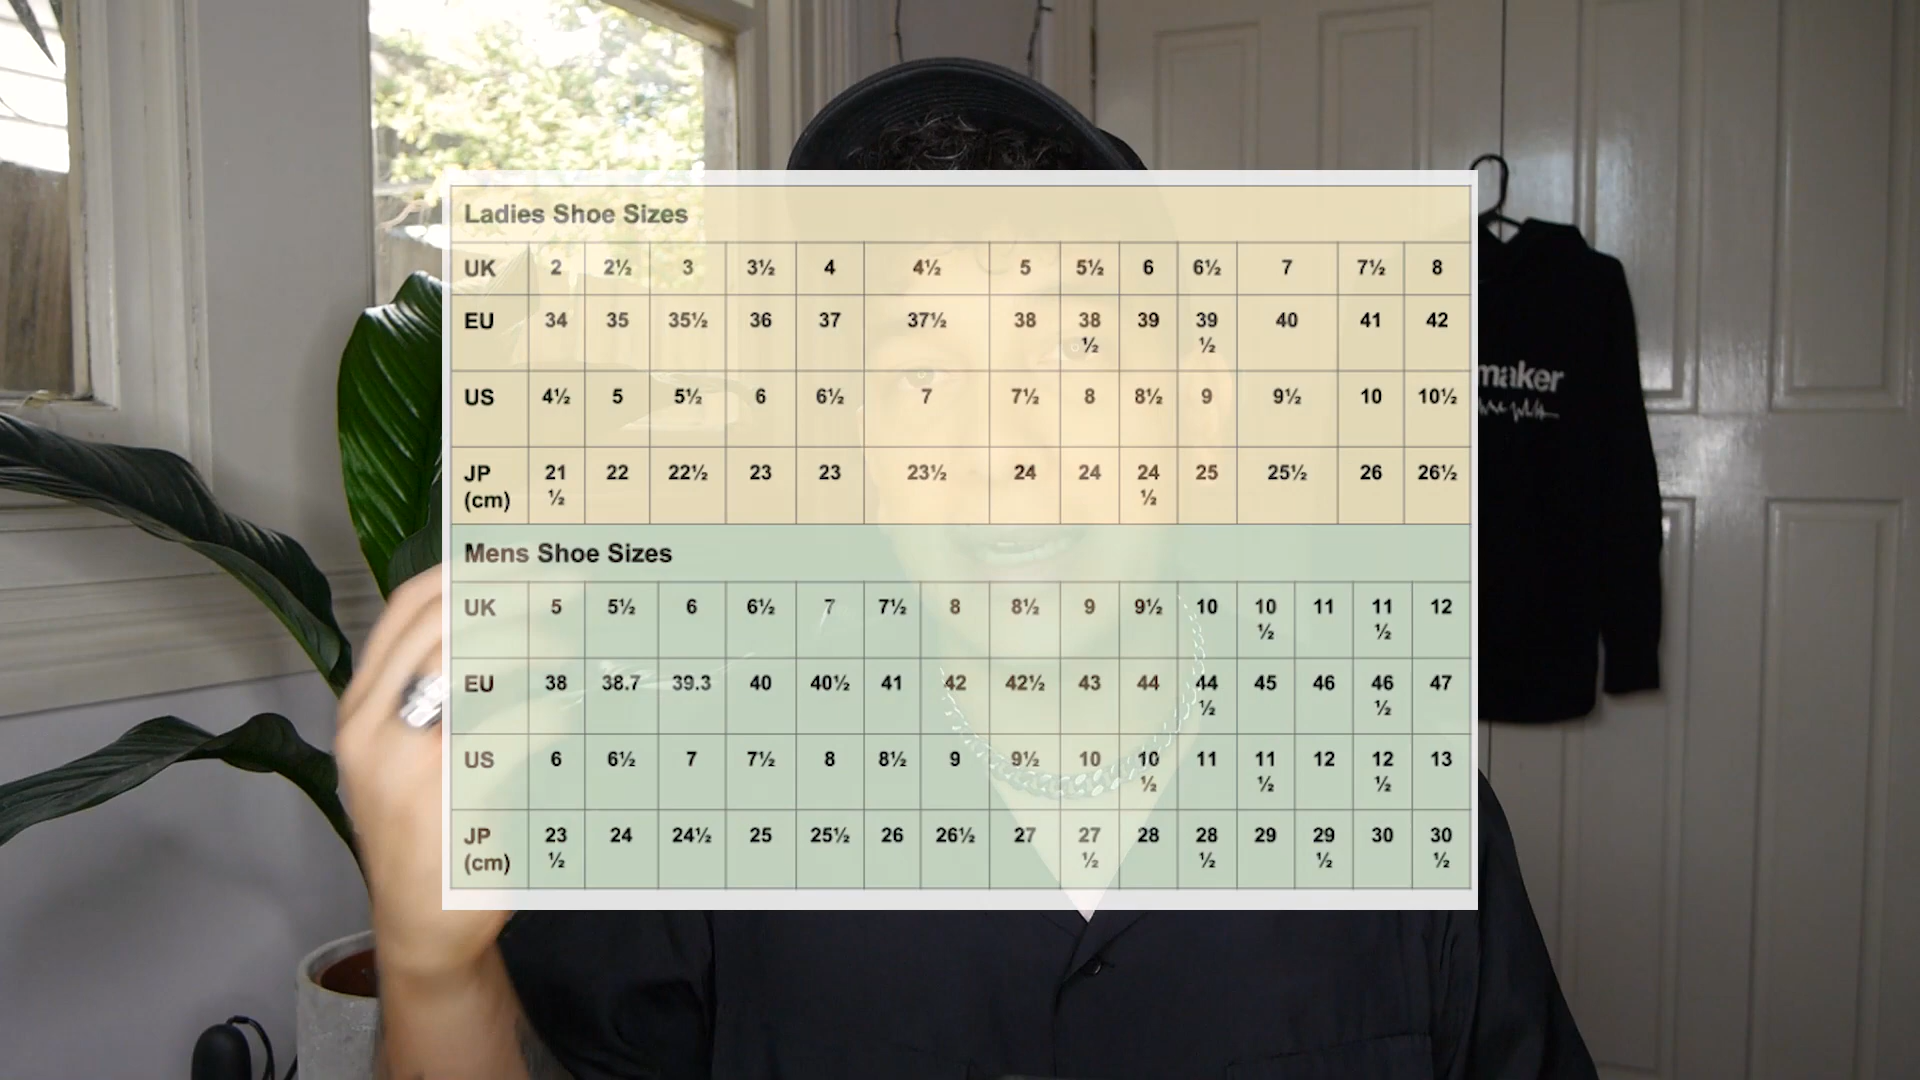 Ladies Shoe Sizes
UK 2 2½ 3 3½ 4 4½ 5 5½ 6 6½ 7 7½ 8
EU 34 35 35½ 36 37 37½ 38 38 ½ 39 39 ½ 40 41 42
US 4½ 5 5½ 6 6½ 7 7½ 8 8½ 9 9½ 10 10½
JP (cm) 21 ½ 22 22½ 23 23 23½ 24 24 24 ½ 25 25½ 26 26½
Mens Shoe Sizes
UK 5 5½ 6 6½ 7 7½ 8 8½ 9 9½ 10 10 ½ 11 11 ½ 12
EU 38 38.7 39.3 40 40½ 41 42 42½ 43 44 44 ½ 45 46 46 ½ 47
US 6 6½ 7 7½ 8 8½ 9 9½ 10 10 ½ 11 11 ½ 12 12 ½ 13
JP (cm) 23 ½ 24 24½ 25 25½ 26 26½ 27 27 ½ 28 28 ½ 29 29 ½ 30 30 ½
maker